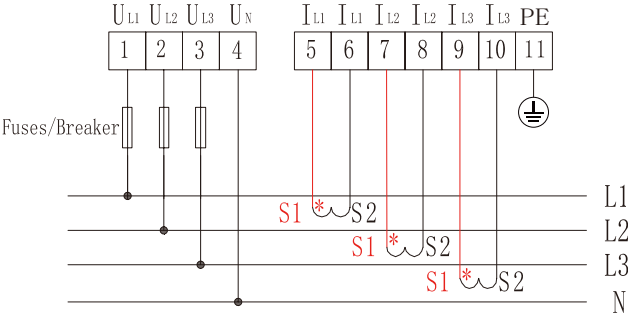 UL1 UL2 UL3 UN IL1 IL1 IL2 IL2 IL3 IL3 PE
1 2 3 4 5 6 7 8 9 10 11
Fuses/Breaker
L1
S1 * S2
L2
S1 * S2
L3
S1 * S2
N